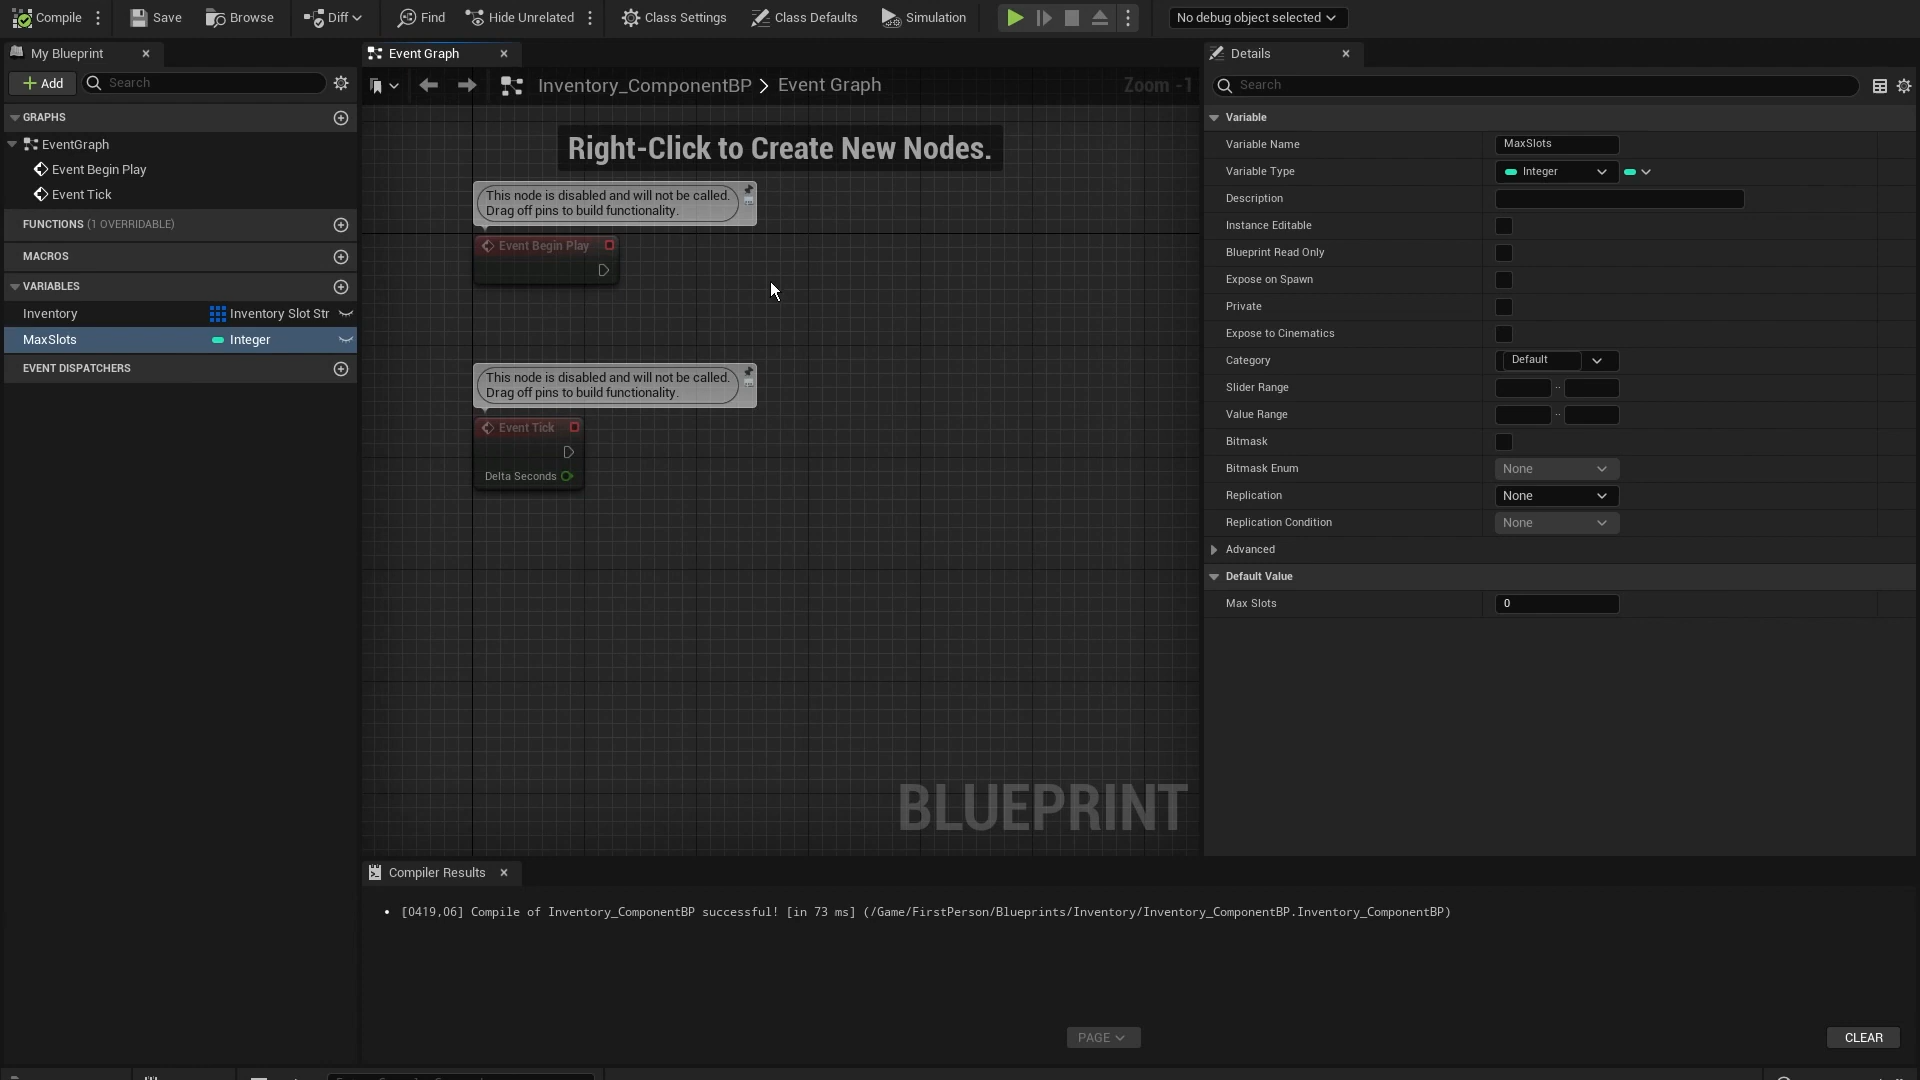 Compile
Save
Browse
Diff
Find
Hide Unrelated
Class Settings
Class Defaults
Simulation
No debug object selected
My Blueprint
Add
Search
GRAPHS
EventGraph
Event Begin Play
Event Tick
FUNCTIONS (1 OVERRIDABLE)
MACROS
VARIABLES
Inventory
Inventory Slot Str
MaxSlots
Integer
EVENT DISPATCHERS
Event Graph
Inventory_ComponentBP > Event Graph
Zoom -1
Right-Click to Create New Nodes.
This node is disabled and will not be called.
Drag off pins to build functionality.
Event Begin Play
This node is disabled and will not be called.
Drag off pins to build functionality.
Event Tick
Delta Seconds
BLUEPRINT
Compiler Results
[0419,06] Compile of Inventory_ComponentBP successful! [in 73 ms] (/Game/FirstPerson/Blueprints/Inventory/Inventory_ComponentBP.Inventory_ComponentBP)
PAGE
CLEAR
Details
Search
Variable
Variable Name
MaxSlots
Variable Type
Integer
Description
Instance Editable
Blueprint Read Only
Expose on Spawn
Private
Expose to Cinematics
Category
Default
Slider Range
Value Range
Bitmask
Bitmask Enum
None
Replication
None
Replication Condition
None
Advanced
Default Value
Max Slots
0